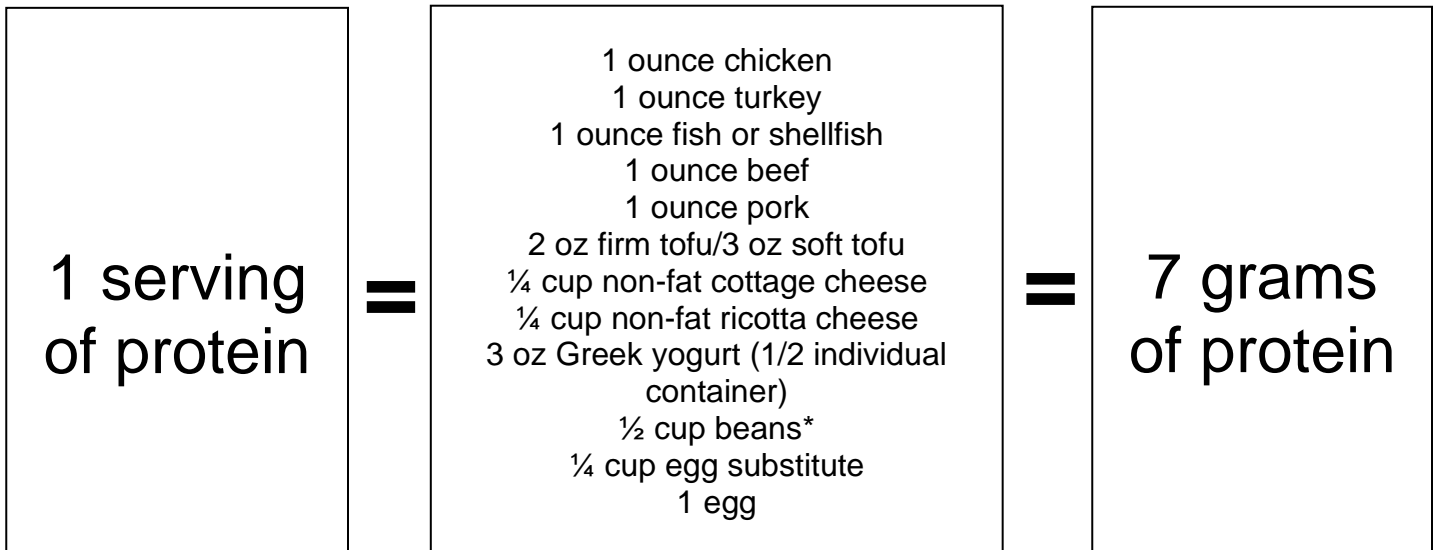 1 serving
of protein
=
1 ounce chicken
1 ounce turkey
1 ounce fish or shellfish
1 ounce beef
1 ounce pork
2 oz firm tofu/3 oz soft tofu
¼ cup non-fat cottage cheese
¼ cup non-fat ricotta cheese
3 oz Greek yogurt (1/2 individual
container)
½ cup beans*
¼ cup egg substitute
1 egg
=
7 grams
of protein